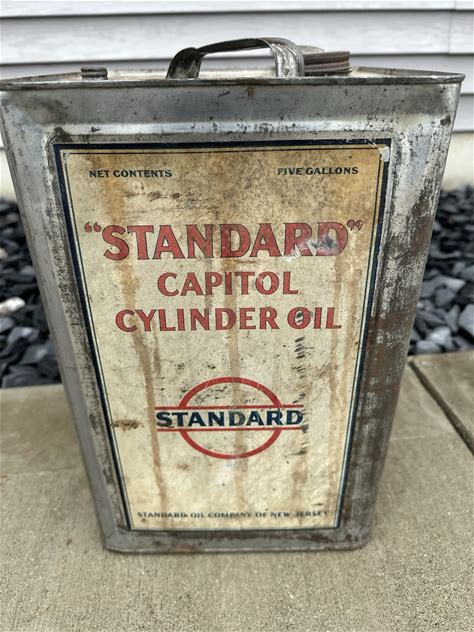 NET CONTENTS FIVE GALLONS
"STANDARD"
CAPITOL
CYLINDER OIL
STANDARD
STANDARD OIL COMPANY OF NEW JERSEY